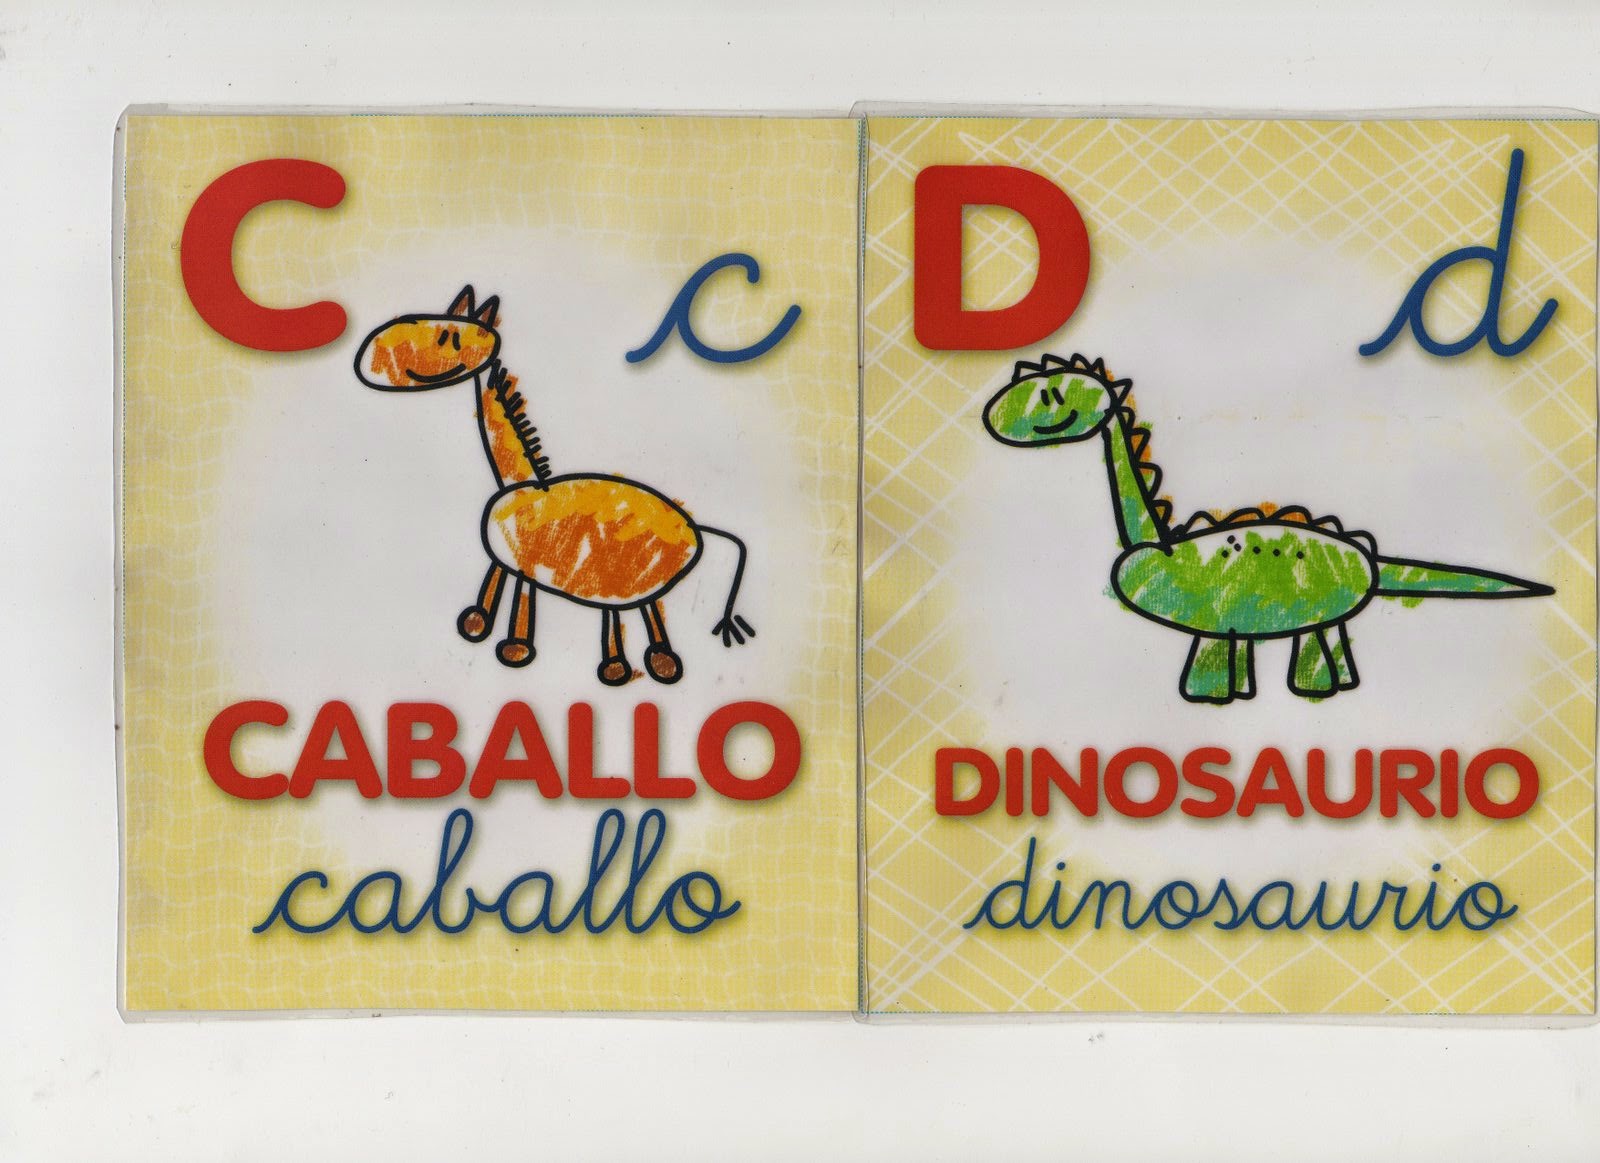 C c
CABALLO
caballo
D d
DINOSAURIO
dinosaurio